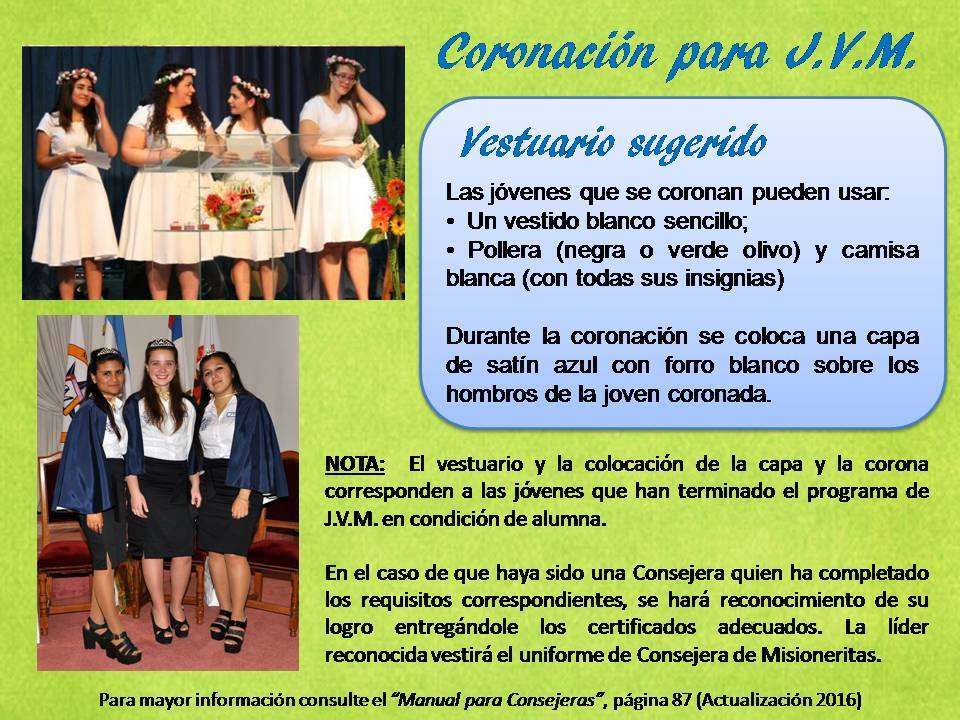 Coronación para J.V.M.
Vestuario sugerido
Las jóvenes que se coronan pueden usar:
• Un vestido blanco sencillo;
• Pollera (negra o verde olivo) y camisa
blanca (con todas sus insignias)
Durante la coronación se coloca una capa
de satín azul con forro blanco sobre los
hombros de la joven coronada.
NOTA: El vestuario y la colocación de la capa y la corona
corresponden a las jóvenes que han terminado el programa de
J.V.M. en condición de alumna.
En el caso de que haya sido una Consejera quien ha completado
los requisitos correspondientes, se hará reconocimiento de su
logro entregándole los certificados adecuados. La líder
reconocida vestirá el uniforme de Consejera de Misioneritas.
Para mayor información consulte el “Manual para Consejeras”, página 87 (Actualización 2016)